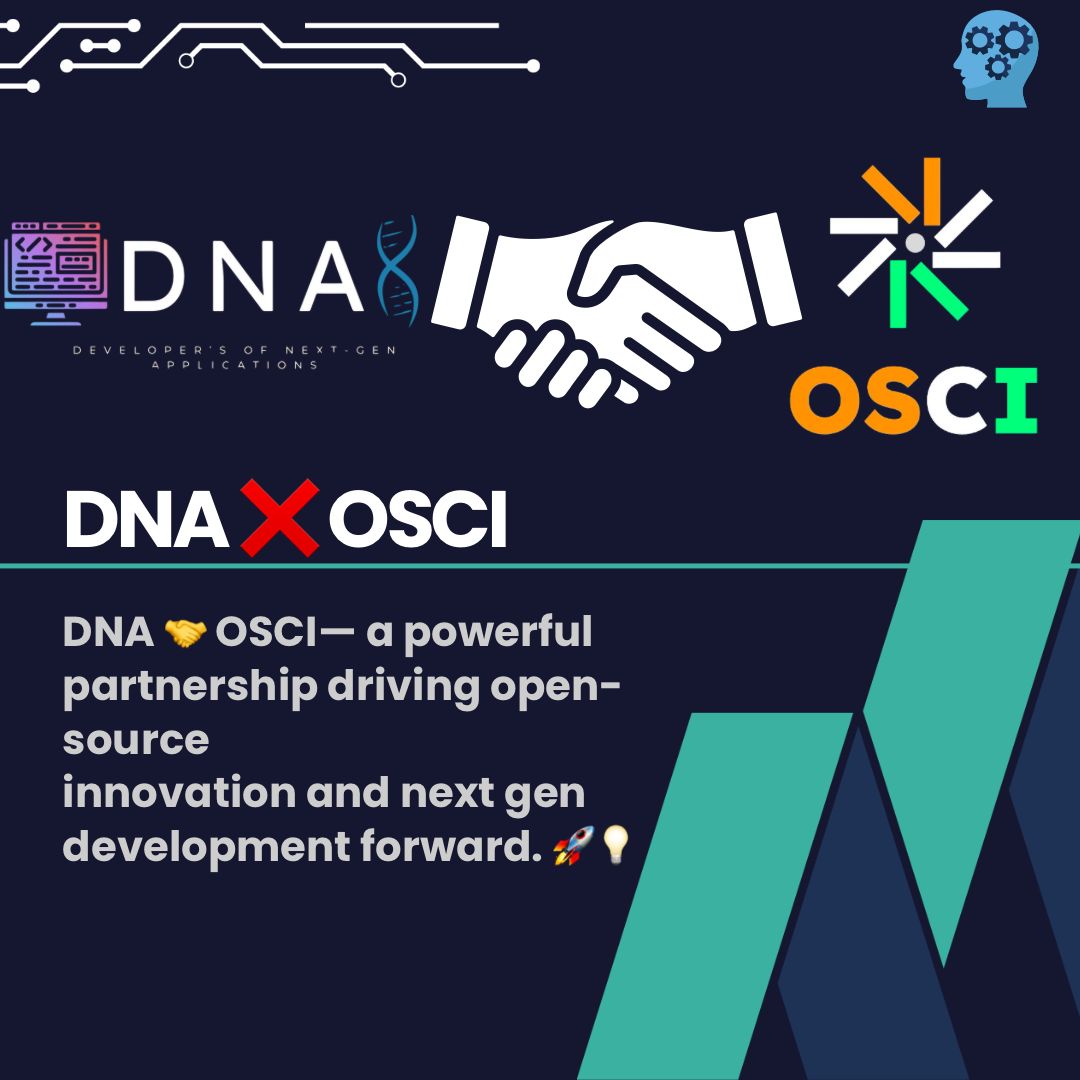 DNA
DEVELOPER'S OF NEXT-GEN
APPLICATIONS
OSCI
DNA ❌ OSCI
DNA 🤝 OSCI— a powerful
partnership driving open-
source
innovation and next gen
development forward. 🚀💡